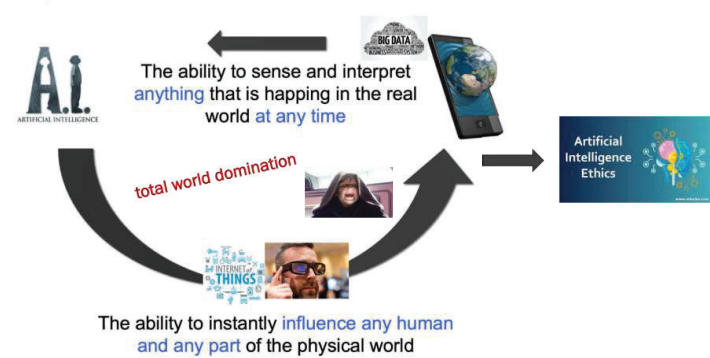 BIG DATA
The ability to sense and interpret
anything that is happing in the real
world at any time
A.I.
ARTIFICIAL INTELLIGENCE
Artificial
Intelligence
Ethics
total world domination
INTERNET of
THINGS
The ability to instantly influence any human
and any part of the physical world